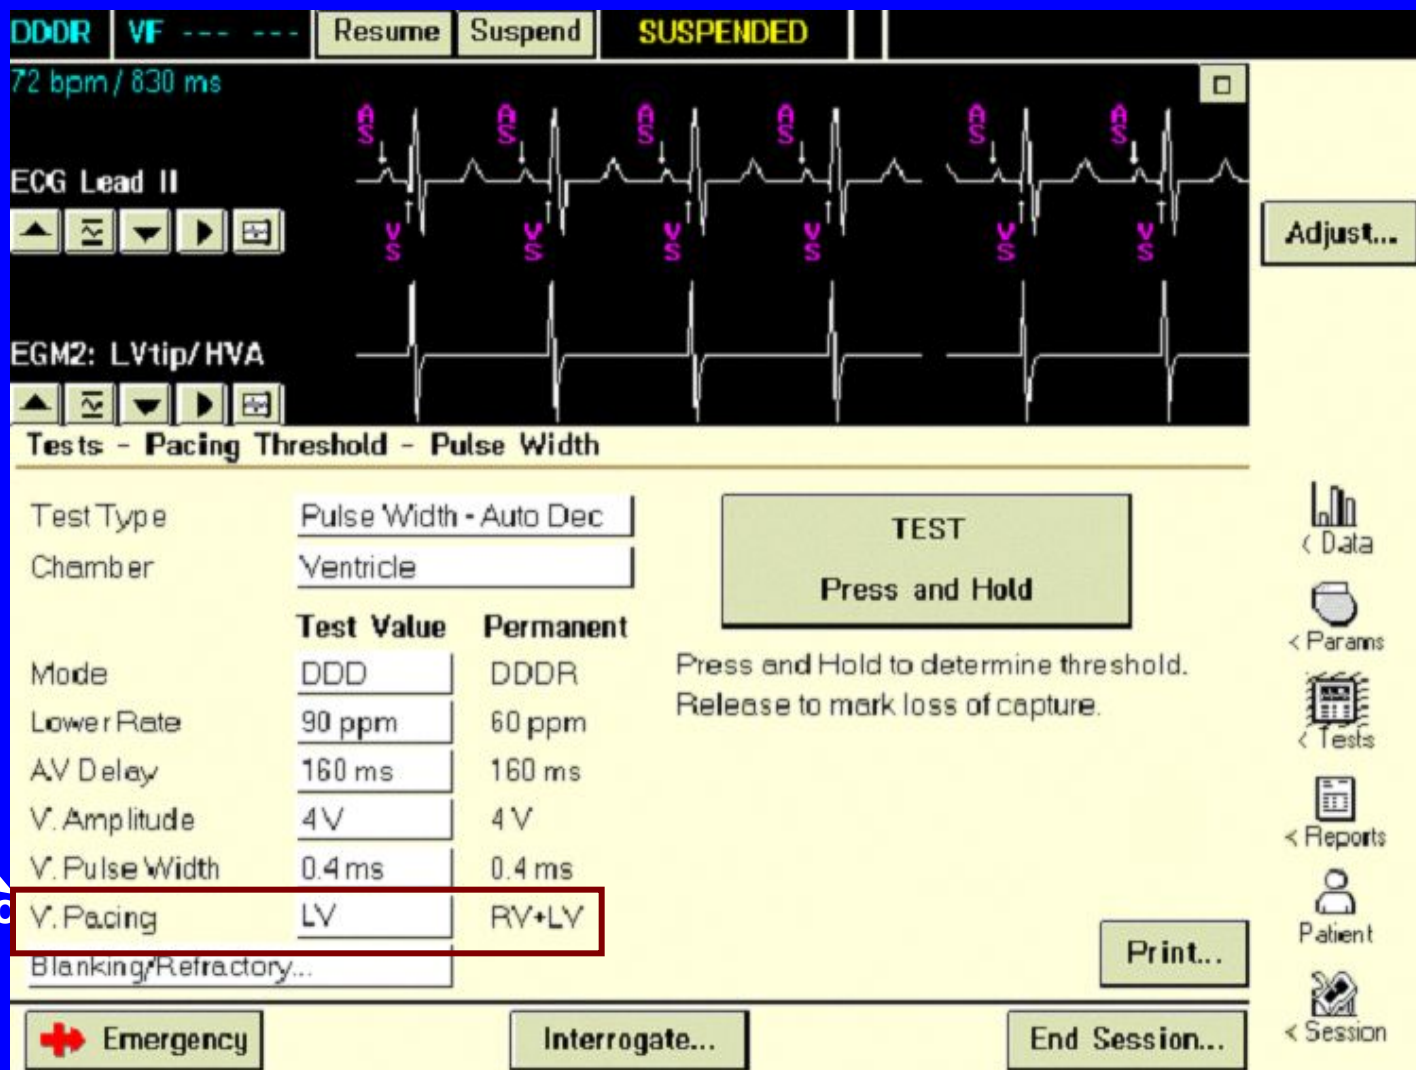 DDDR VF --- --- Resume Suspend SUSPENDED
72 bpm / 830 ms
AS AS AS AS AS AS
ECG Lead II
VS VS VS VS VS VS
Adjust...
EGM2: LVtip/HVA
Tests - Pacing Threshold - Pulse Width
Test Type Pulse Width - Auto Dec
Chamber Ventricle
Test Value Permanent
Mode DDD DDDR
Lower Rate 90 ppm 60 ppm
AV Delay 160 ms 160 ms
V. Amplitude 4 V 4 V
V. Pulse Width 0.4 ms 0.4 ms
V. Pacing LV RV+LV
Blanking/Refractory...
TEST
Press and Hold
Press and Hold to determine threshold.
Release to mark loss of capture.
Print...
< Data
< Params
< Tests
< Reports
Patient
< Session
Emergency Interrogate... End Session...